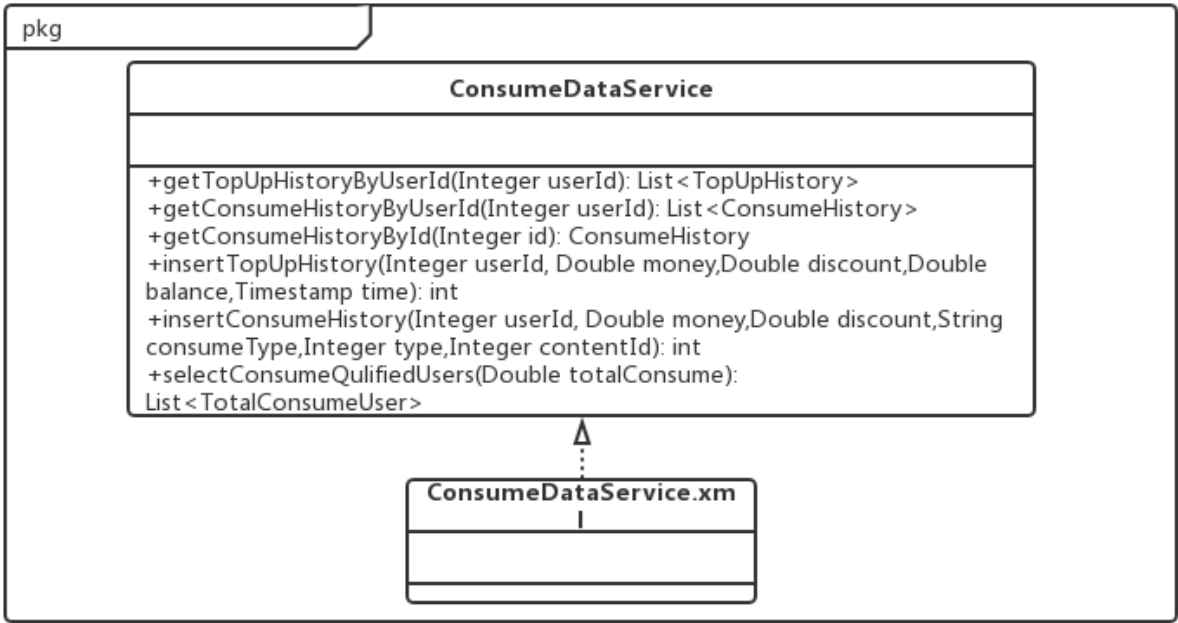 pkg
ConsumeDataService
+getTopUpHistoryByUserId(Integer userId): List<TopUpHistory>
+getConsumeHistoryByUserId(Integer userId): List<ConsumeHistory>
+getConsumeHistoryById(Integer id): ConsumeHistory
+insertTopUpHistory(Integer userId, Double money,Double discount,Double
balance,Timestamp time): int
+insertConsumeHistory(Integer userId, Double money,Double discount,String
consumeType,Integer type,Integer contentId): int
+selectConsumeQulifiedUsers(Double totalConsume):
List<TotalConsumeUser>
ConsumeDataService.xm
l